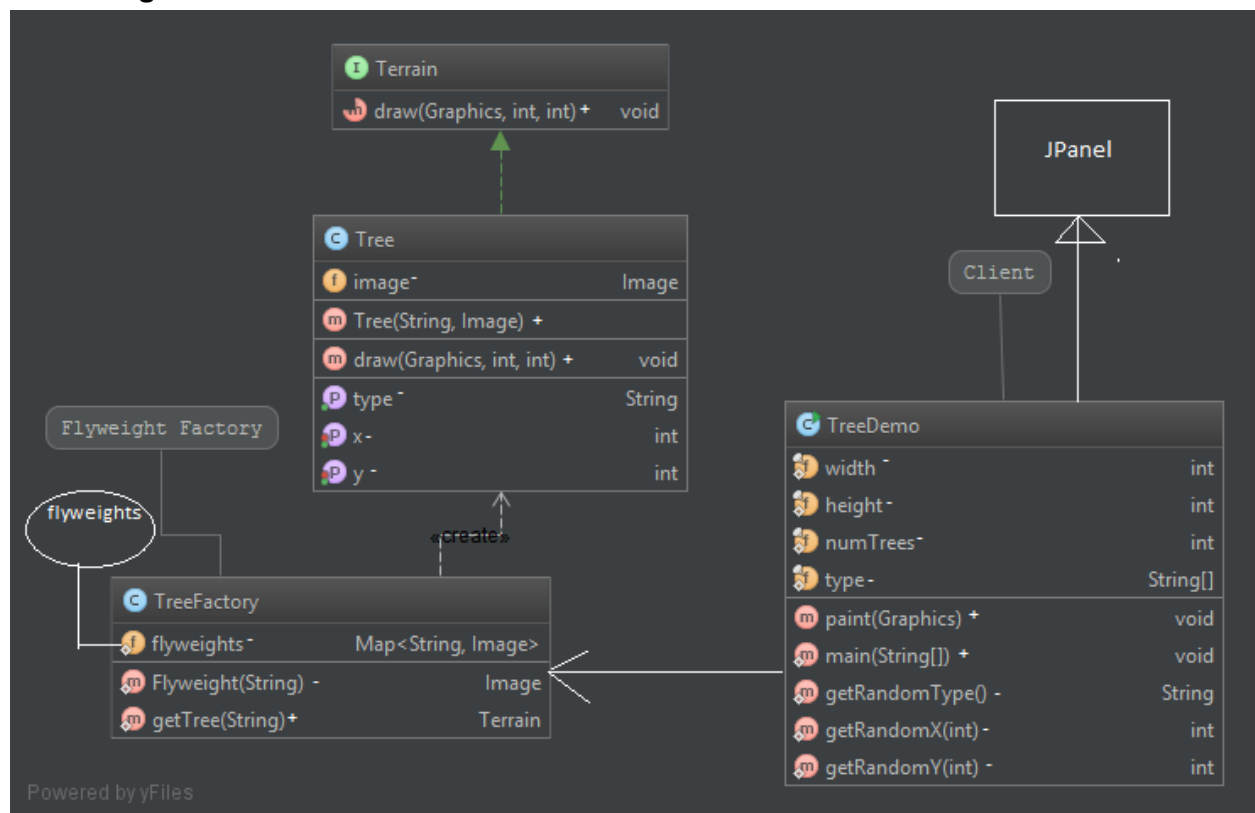 Terrain
draw(Graphics, int, int) + void
JPanel
Tree
image - Image
Tree(String, Image) +
draw(Graphics, int, int) + void
type - String
x - int
y - int
Client
Flyweight Factory
flyweights
«create»
TreeFactory
flyweights - Map<String, Image>
Flyweight(String) - Image
getTree(String) + Terrain
TreeDemo
width - int
height - int
numTrees - int
type - String[]
paint(Graphics) + void
main(String[]) + void
getRandomType() - String
getRandomX(int) - int
getRandomY(int) - int
Powered by yFiles